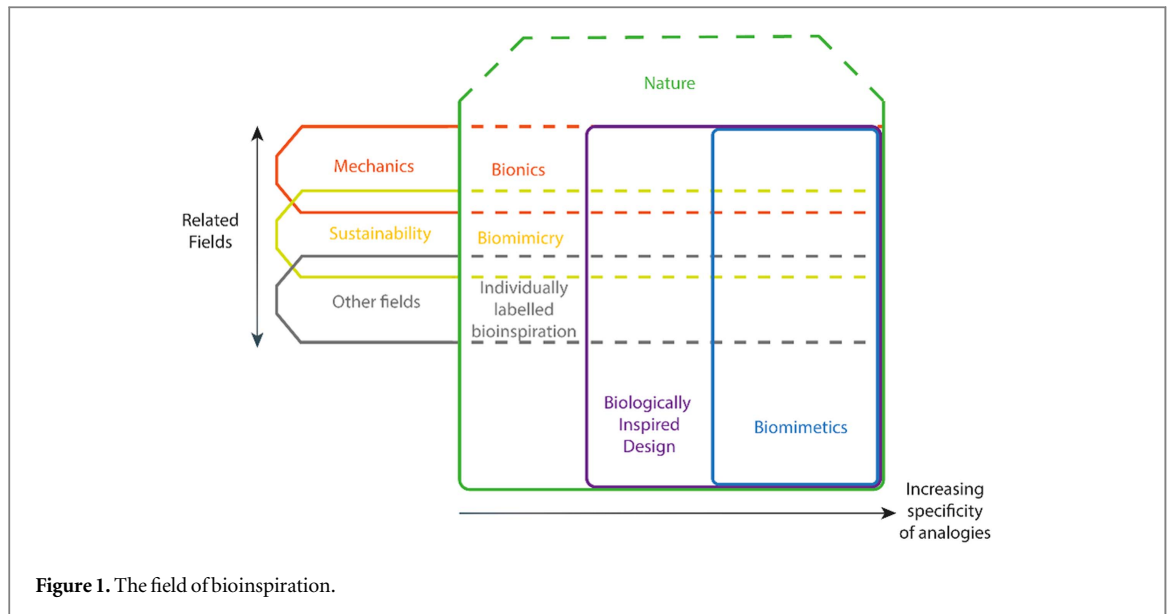 Nature
Mechanics
Bionics
Related
Fields
Sustainability
Biomimicry
Other fields
Individually
labelled
bioinspiration
Biologically
Inspired
Design
Biomimetics
Increasing
specificity
of analogies
Figure 1. The field of bioinspiration.